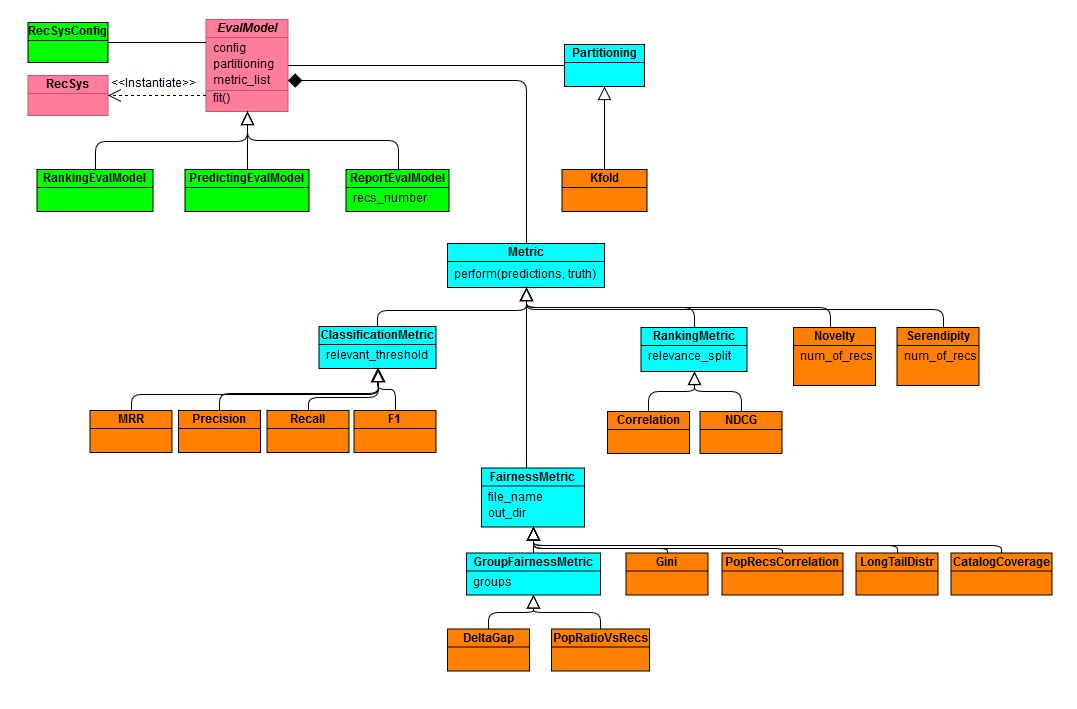 RecSysConfig
EvalModel
config
partitioning
metric_list
fit()
Partitioning
RecSys
<<Instantiate>>
RankingEvalModel
PredictingEvalModel
ReportEvalModel
recs_number
Kfold
Metric
perform(predictions, truth)
ClassificationMetric
relevant_threshold
RankingMetric
relevance_split
Novelty
num_of_recs
Serendipity
num_of_recs
MRR
Precision
Recall
F1
Correlation
NDCG
FairnessMetric
file_name
out_dir
GroupFairnessMetric
groups
Gini
PopRecsCorrelation
LongTailDistr
CatalogCoverage
DeltaGap
PopRatioVsRecs